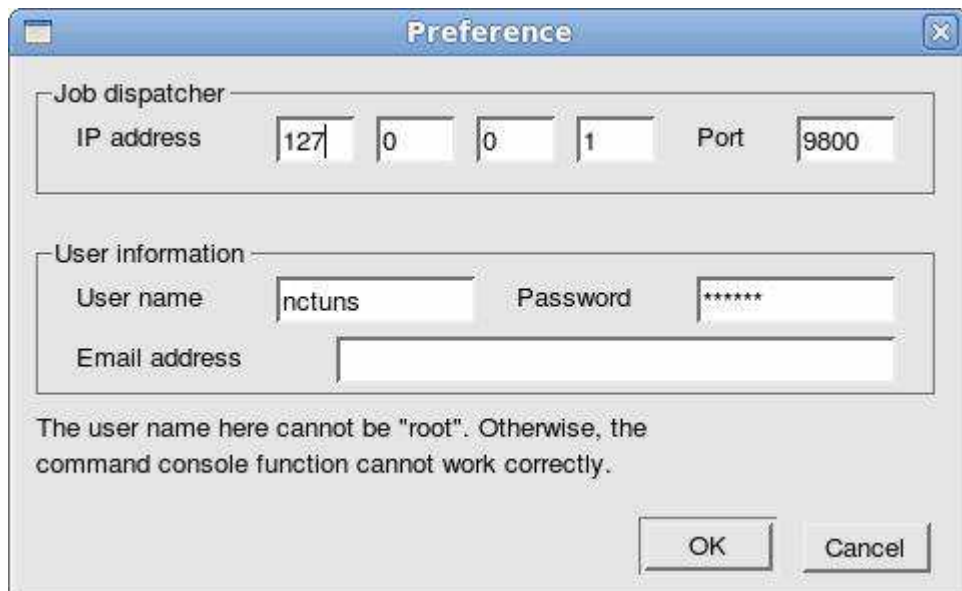 Preference
Job dispatcher
IP address 127 0 0 1 Port 9800
User information
User name nctuns Password ******
Email address
The user name here cannot be "root". Otherwise, the
command console function cannot work correctly.
OK Cancel